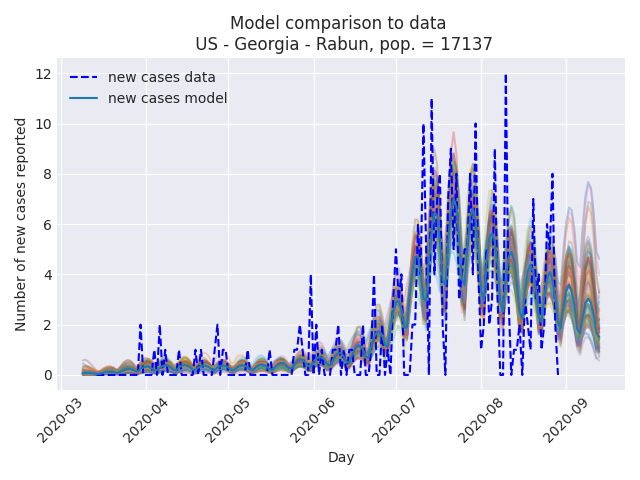 Model comparison to data
US - Georgia - Rabun, pop. = 17137
new cases data
new cases model
Number of new cases reported
12
10
8
6
4
2
0
2020-03
2020-04
2020-05
2020-06
2020-07
2020-08
2020-09
Day